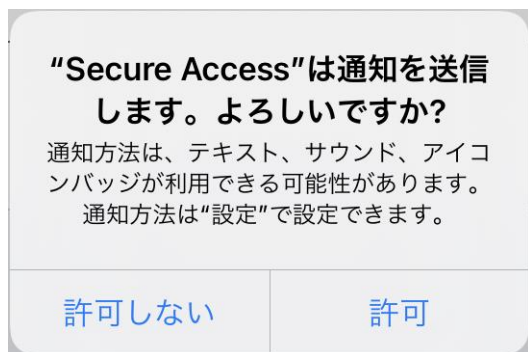 “Secure Access”は通知を送信
します。よろしいですか?
通知方法は、テキスト、サウンド、アイコ
ンバッジが利用できる可能性があります。
通知方法は“設定”で設定できます。
許可しない
許可